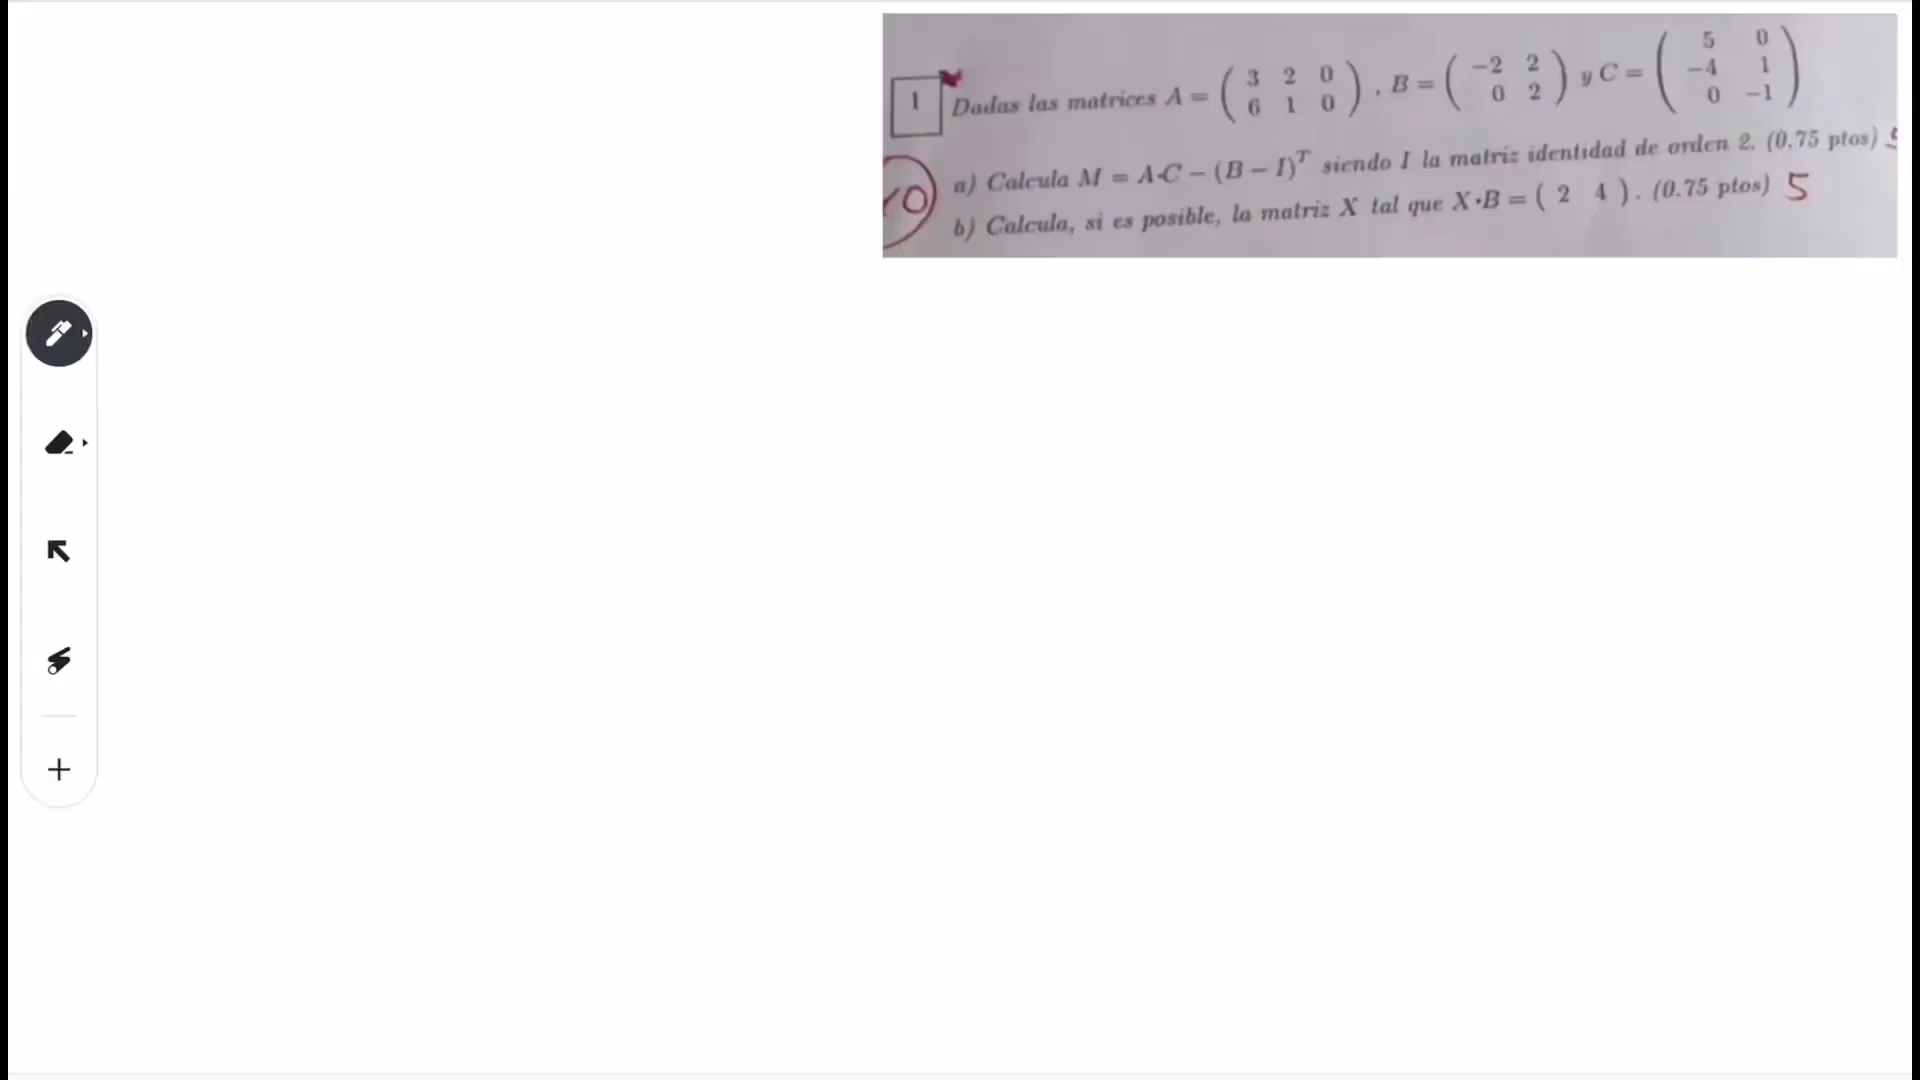 1 Dadas las matrices A = ( 3 2 0 ; 6 1 0 ) , B = ( -2 2 ; 0 2 ) y C = ( 5 0 ; -4 1 ; 0 -1 )
a) Calcula M = A·C − (B − I)^T siendo I la matriz identidad de orden 2. (0.75 ptos)
b) Calcula, si es posible, la matriz X tal que X·B = ( 2 4 ). (0.75 ptos) 5